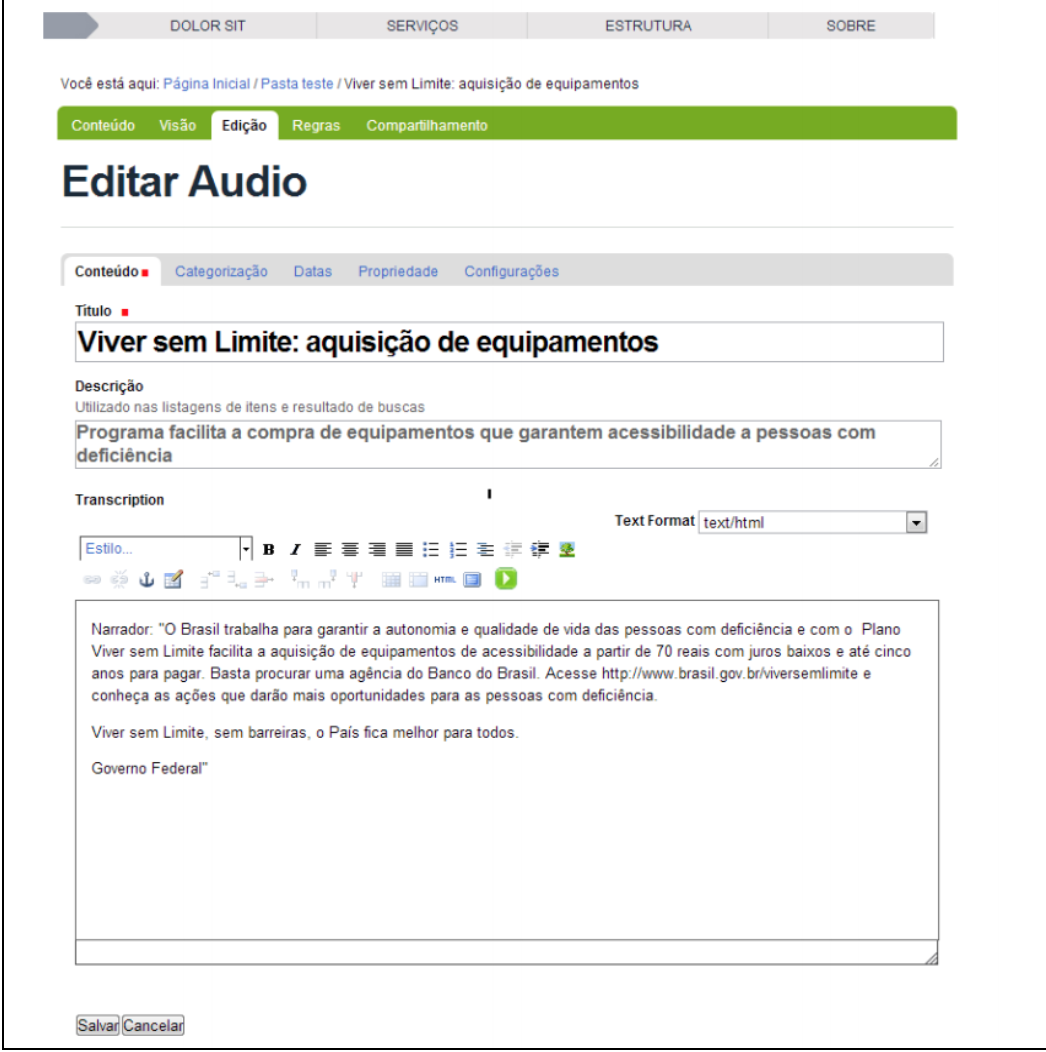 DOLOR SIT SERVIÇOS ESTRUTURA SOBRE
Você está aqui: Página Inicial / Pasta teste / Viver sem Limite: aquisição de equipamentos
Conteúdo Visão Edição Regras Compartilhamento
Editar Audio
Conteúdo Categorização Datas Propriedade Configurações
Título
Viver sem Limite: aquisição de equipamentos
Descrição
Utilizado nas listagens de itens e resultado de buscas
Programa facilita a compra de equipamentos que garantem acessibilidade a pessoas com
deficiência
Transcription
Text Format text/html
Estilo... B I
HTML
Narrador: "O Brasil trabalha para garantir a autonomia e qualidade de vida das pessoas com deficiência e com o Plano
Viver sem Limite facilita a aquisição de equipamentos de acessibilidade a partir de 70 reais com juros baixos e até cinco
anos para pagar. Basta procurar uma agência do Banco do Brasil. Acesse http://www.brasil.gov.br/viversemlimite e
conheça as ações que darão mais oportunidades para as pessoas com deficiência.
Viver sem Limite, sem barreiras, o País fica melhor para todos.
Governo Federal"
Salvar Cancelar